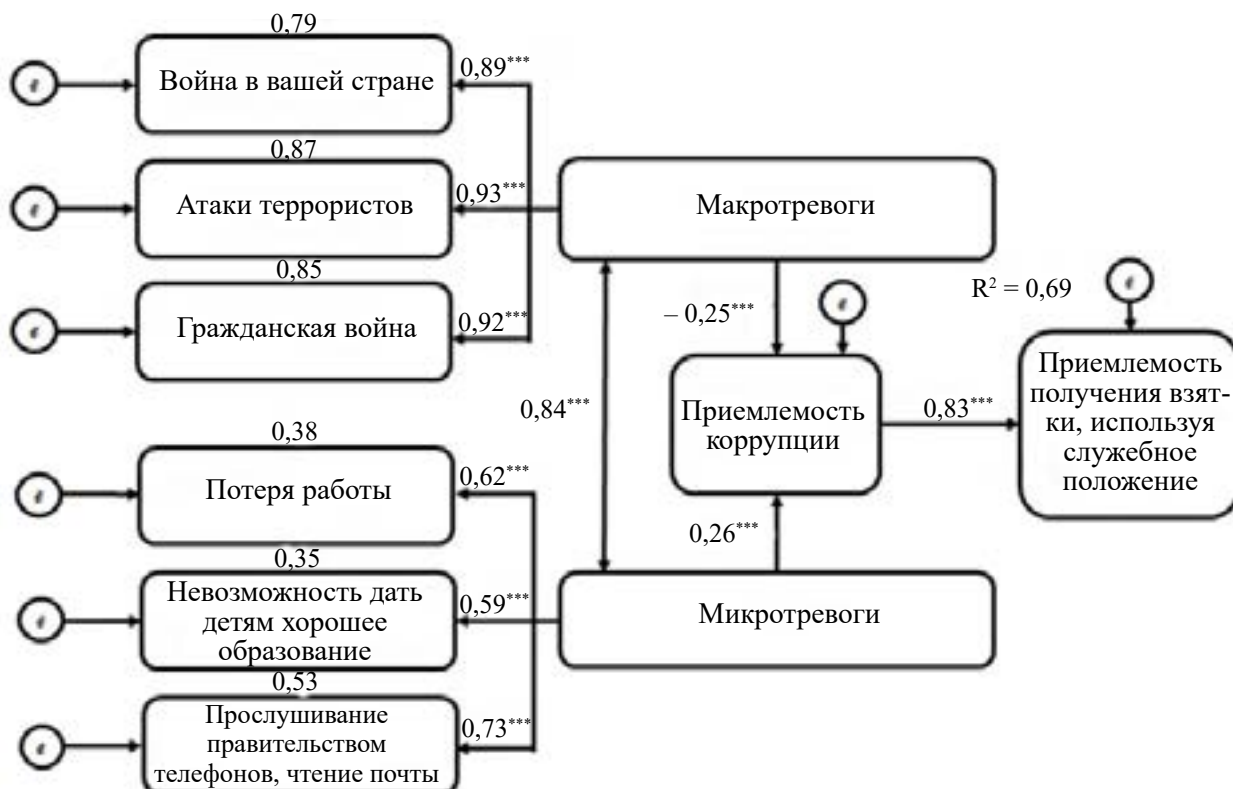 0,79
Война в вашей стране
0,89***
0,87
Атаки террористов
0,93***
0,85
Гражданская война
0,92***
Макротревоги
– 0,25***
R² = 0,69
0,84***
Приемлемость
коррупции
0,83***
Приемлемость
получения взят-
ки, используя
служебное
положение
0,38
Потеря работы
0,62***
0,26***
0,35
Невозможность дать
детям хорошее
образование
0,59***
Микротревоги
0,53
Прослушивание
правительством
телефонов, чтение почты
0,73***